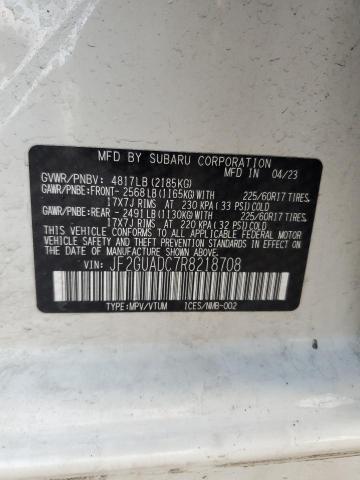 MFD BY SUBARU CORPORATION
MFD IN 04/23
GVWR/PNBV: 4817LB (2185KG)
GAWR/PNBE:FRONT- 2568LB (1165KG) WITH 225/60R17 TIRES,
17X7J RIMS AT 230 KPA (33 PSI) COLD
GAWR/PNBE:REAR - 2491LB (1130KG) WITH 225/60R17 TIRES,
17X7J RIMS AT 220 KPA (32 PSI) COLD
THIS VEHICLE CONFORMS TO ALL APPLICABLE FEDERAL MOTOR
VEHICLE SAFETY, BUMPER, AND THEFT PREVENTION STANDARDS
IN EFFECT ON THE DATE OF MANUFACTURE SHOWN ABOVE.
VIN: JF2GUADC7R8218708
TYPE:MPV/VTUM 1CES/NMB-002